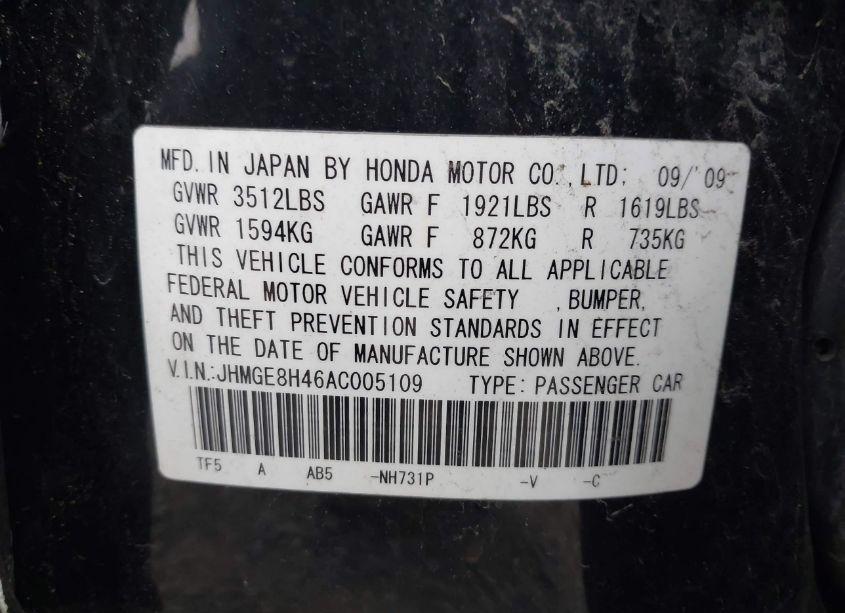 MFD. IN JAPAN BY HONDA MOTOR CO., LTD; 09/'09
GVWR 3512LBS GAWR F 1921LBS R 1619LBS
GVWR 1594KG GAWR F 872KG R 735KG
THIS VEHICLE CONFORMS TO ALL APPLICABLE
FEDERAL MOTOR VEHICLE SAFETY , BUMPER,
AND THEFT PREVENTION STANDARDS IN EFFECT
ON THE DATE OF MANUFACTURE SHOWN ABOVE.
V.I.N.:JHMGE8H46AC005109 TYPE: PASSENGER CAR
TF5 A AB5 -NH731P -V -C